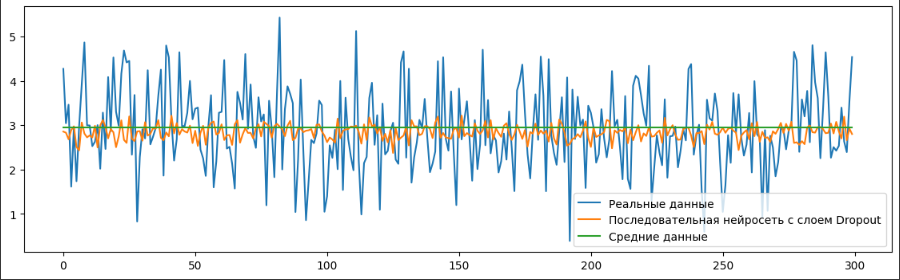 5
4
3
2
1
Реальные данные
Последовательная нейросеть с слоем Dropout
Средние данные
0 50 100 150 200 250 300